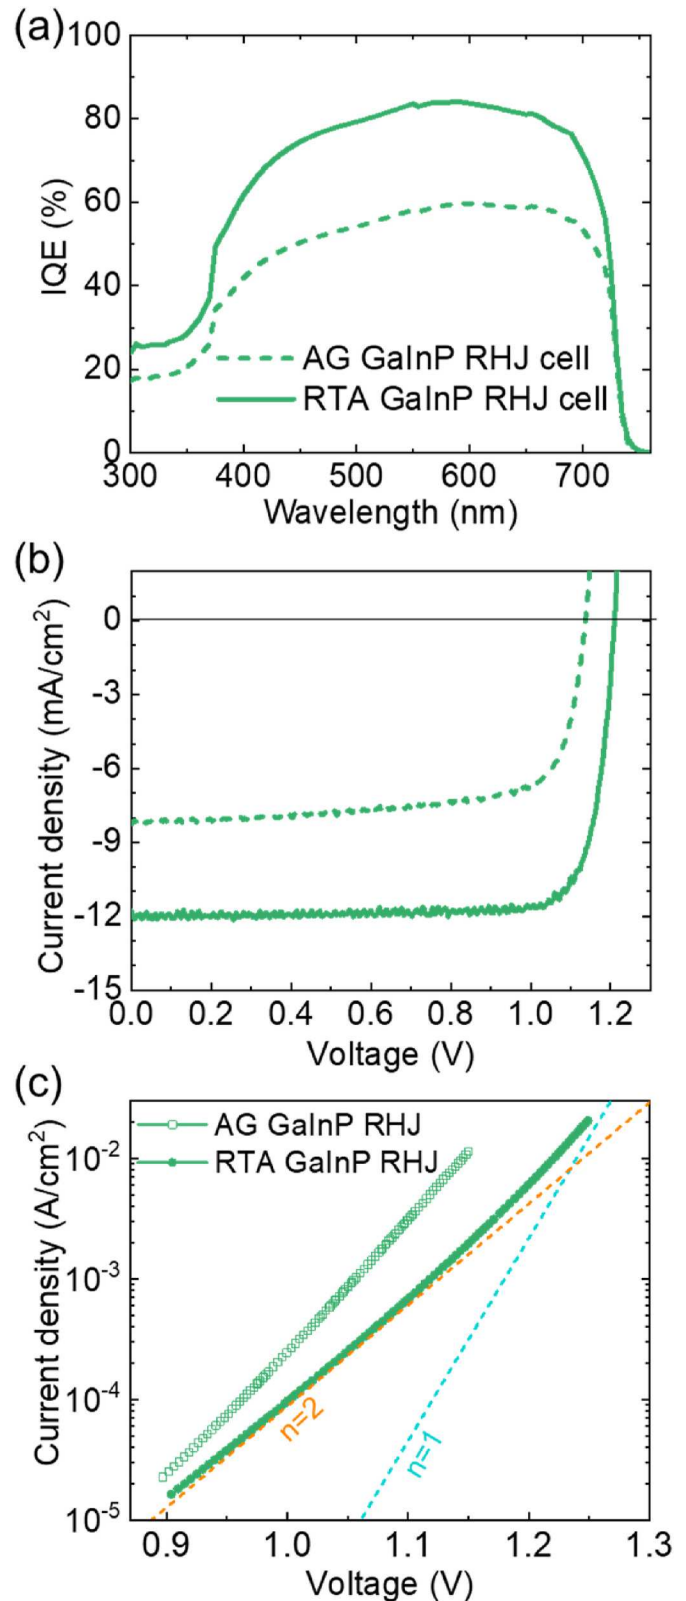 (a)
100
80
60
40
20
0
IQE (%)
AG GaInP RHJ cell
RTA GaInP RHJ cell
300 400 500 600 700
Wavelength (nm)
(b)
0
-3
-6
-9
-12
-15
Current density (mA/cm²)
0.0 0.2 0.4 0.6 0.8 1.0 1.2
Voltage (V)
(c)
AG GaInP RHJ
RTA GaInP RHJ
10⁻²
10⁻³
10⁻⁴
10⁻⁵
Current density (A/cm²)
n=2
n=1
0.9 1.0 1.1 1.2 1.3
Voltage (V)